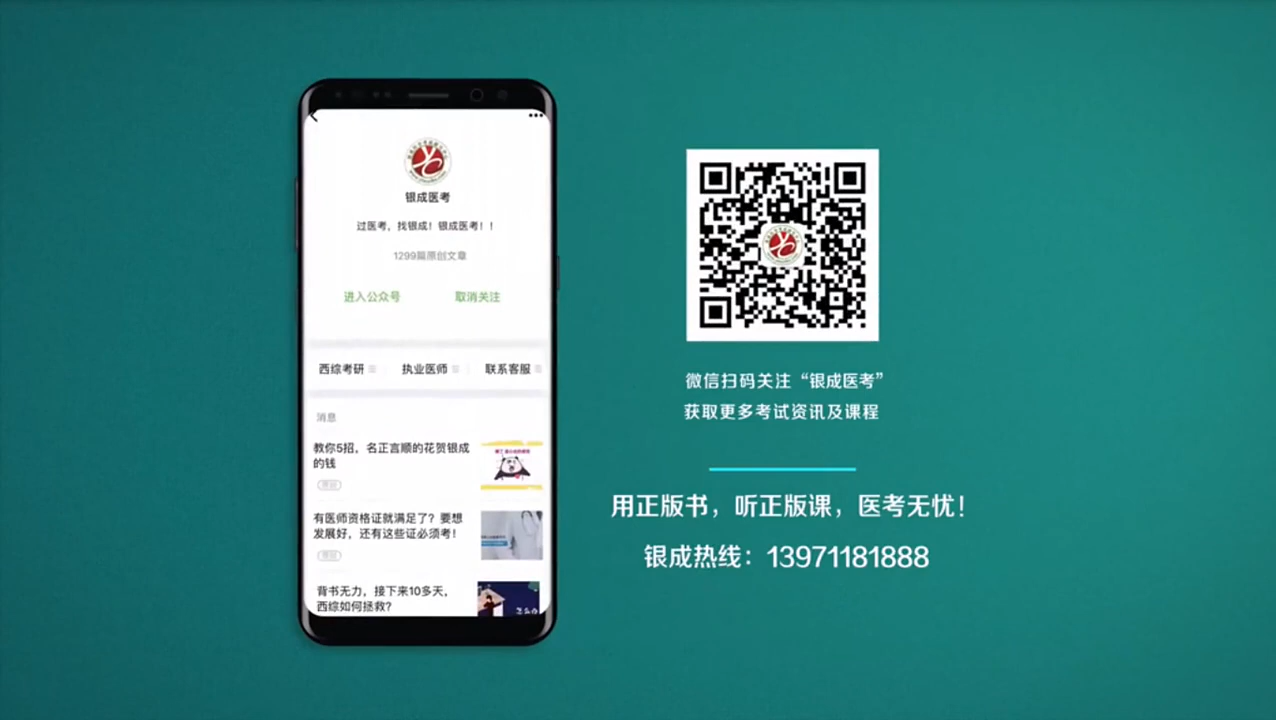 银成医考
过医考，找银成！银成医考！！
1299篇原创文章
进入公众号 取消关注
西综考研 执业医师 联系客服
消息
教你5招，名正言顺的花贺银成
的钱
原创
有医师资格证就满足了？要想
发展好，还有这些证必须考！
原创
背书无力，接下来10多天，
西综如何拯救？
微信扫码关注“银成医考”
获取更多考试资讯及课程
用正版书，听正版课，医考无忧！
银成热线：13971181888